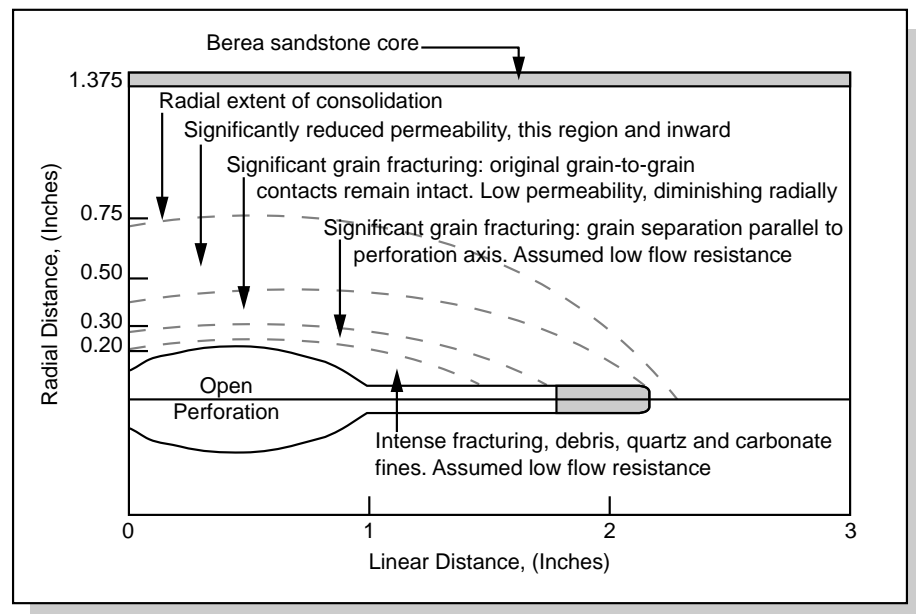 Berea sandstone core
1.375
Radial extent of consolidation
Significantly reduced permeability, this region and inward
Significant grain fracturing: original grain-to-grain
contacts remain intact. Low permeability, diminishing radially
0.75
Significant grain fracturing: grain separation parallel to
perforation axis. Assumed low flow resistance
0.50
0.30
0.20
Radial Distance, (Inches)
Open
Perforation
Intense fracturing, debris, quartz and carbonate
fines. Assumed low flow resistance
0
1
2
3
Linear Distance, (Inches)